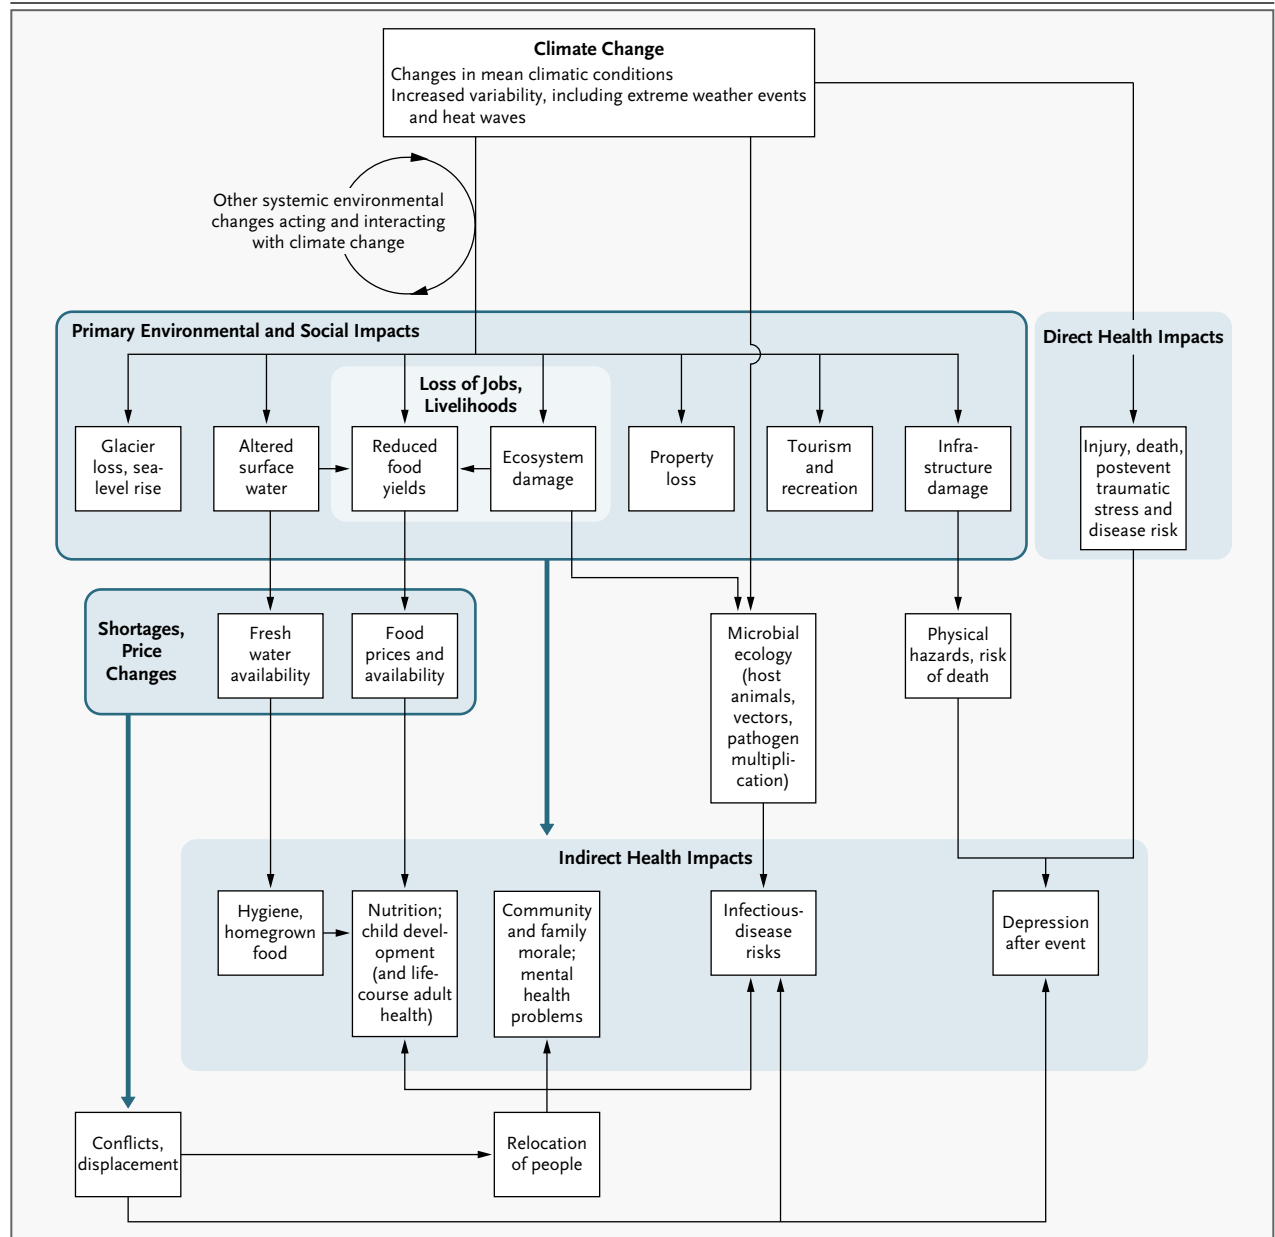 Climate Change
Changes in mean climatic conditions
Increased variability, including extreme weather events
and heat waves
Other systemic environmental
changes acting and interacting
with climate change
Primary Environmental and Social Impacts
Direct Health Impacts
Loss of Jobs,
Livelihoods
Glacier
loss, sea-
level rise
Altered
surface
water
Reduced
food
yields
Ecosystem
damage
Property
loss
Tourism
and
recreation
Infra-
structure
damage
Injury, death,
postevent
traumatic
stress and
disease risk
Shortages,
Price
Changes
Fresh
water
availability
Food
prices and
availability
Microbial
ecology
(host
animals,
vectors,
pathogen
multipli-
cation)
Physical
hazards, risk
of death
Indirect Health Impacts
Hygiene,
homegrown
food
Nutrition;
child devel-
opment
(and life-
course adult
health)
Community
and family
morale;
mental
health
problems
Infectious-
disease
risks
Depression
after event
Conflicts,
displacement
Relocation
of people